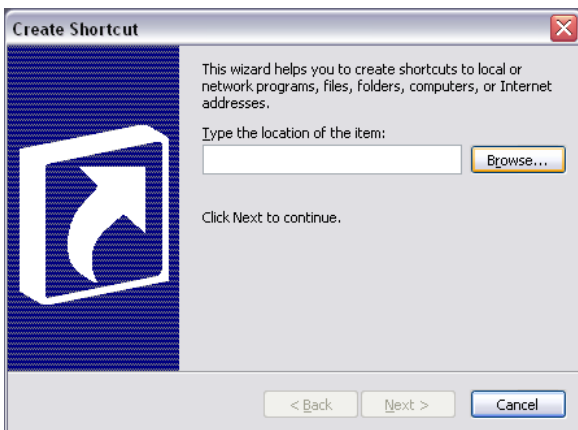 Create Shortcut
This wizard helps you to create shortcuts to local or
network programs, files, folders, computers, or Internet
addresses.
Type the location of the item:
Browse...
Click Next to continue.
< Back Next > Cancel